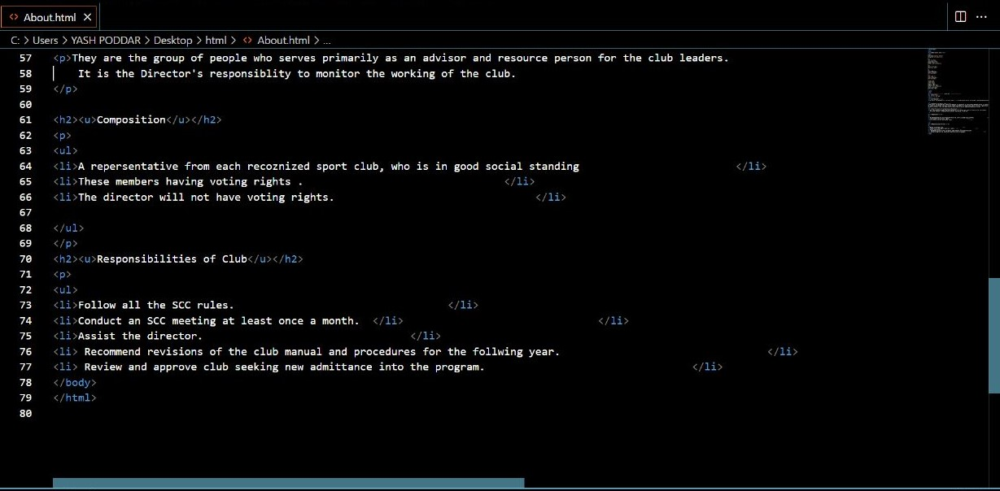 <> About.html ×
C: > Users > YASH PODDAR > Desktop > html > <> About.html > ...
57 <p>They are the group of people who serves primarily as an advisor and resource person for the club leaders.
58 It is the Director's responsiblity to monitor the working of the club.
59 </p>
60
61 <h2><u>Composition</u></h2>
62 <p>
63 <ul>
64 <li>A repersentative from each recoznized sport club, who is in good social standing </li>
65 <li>These members having voting rights . </li>
66 <li>The director will not have voting rights. </li>
67
68 </ul>
69 </p>
70 <h2><u>Responsibilities of Club</u></h2>
71 <p>
72 <ul>
73 <li>Follow all the SCC rules. </li>
74 <li>Conduct an SCC meeting at least once a month. </li> </li>
75 <li>Assist the director. </li>
76 <li> Recommend revisions of the club manual and procedures for the follwing year. </li>
77 <li> Review and approve club seeking new admittance into the program. </li>
78 </body>
79 </html>
80